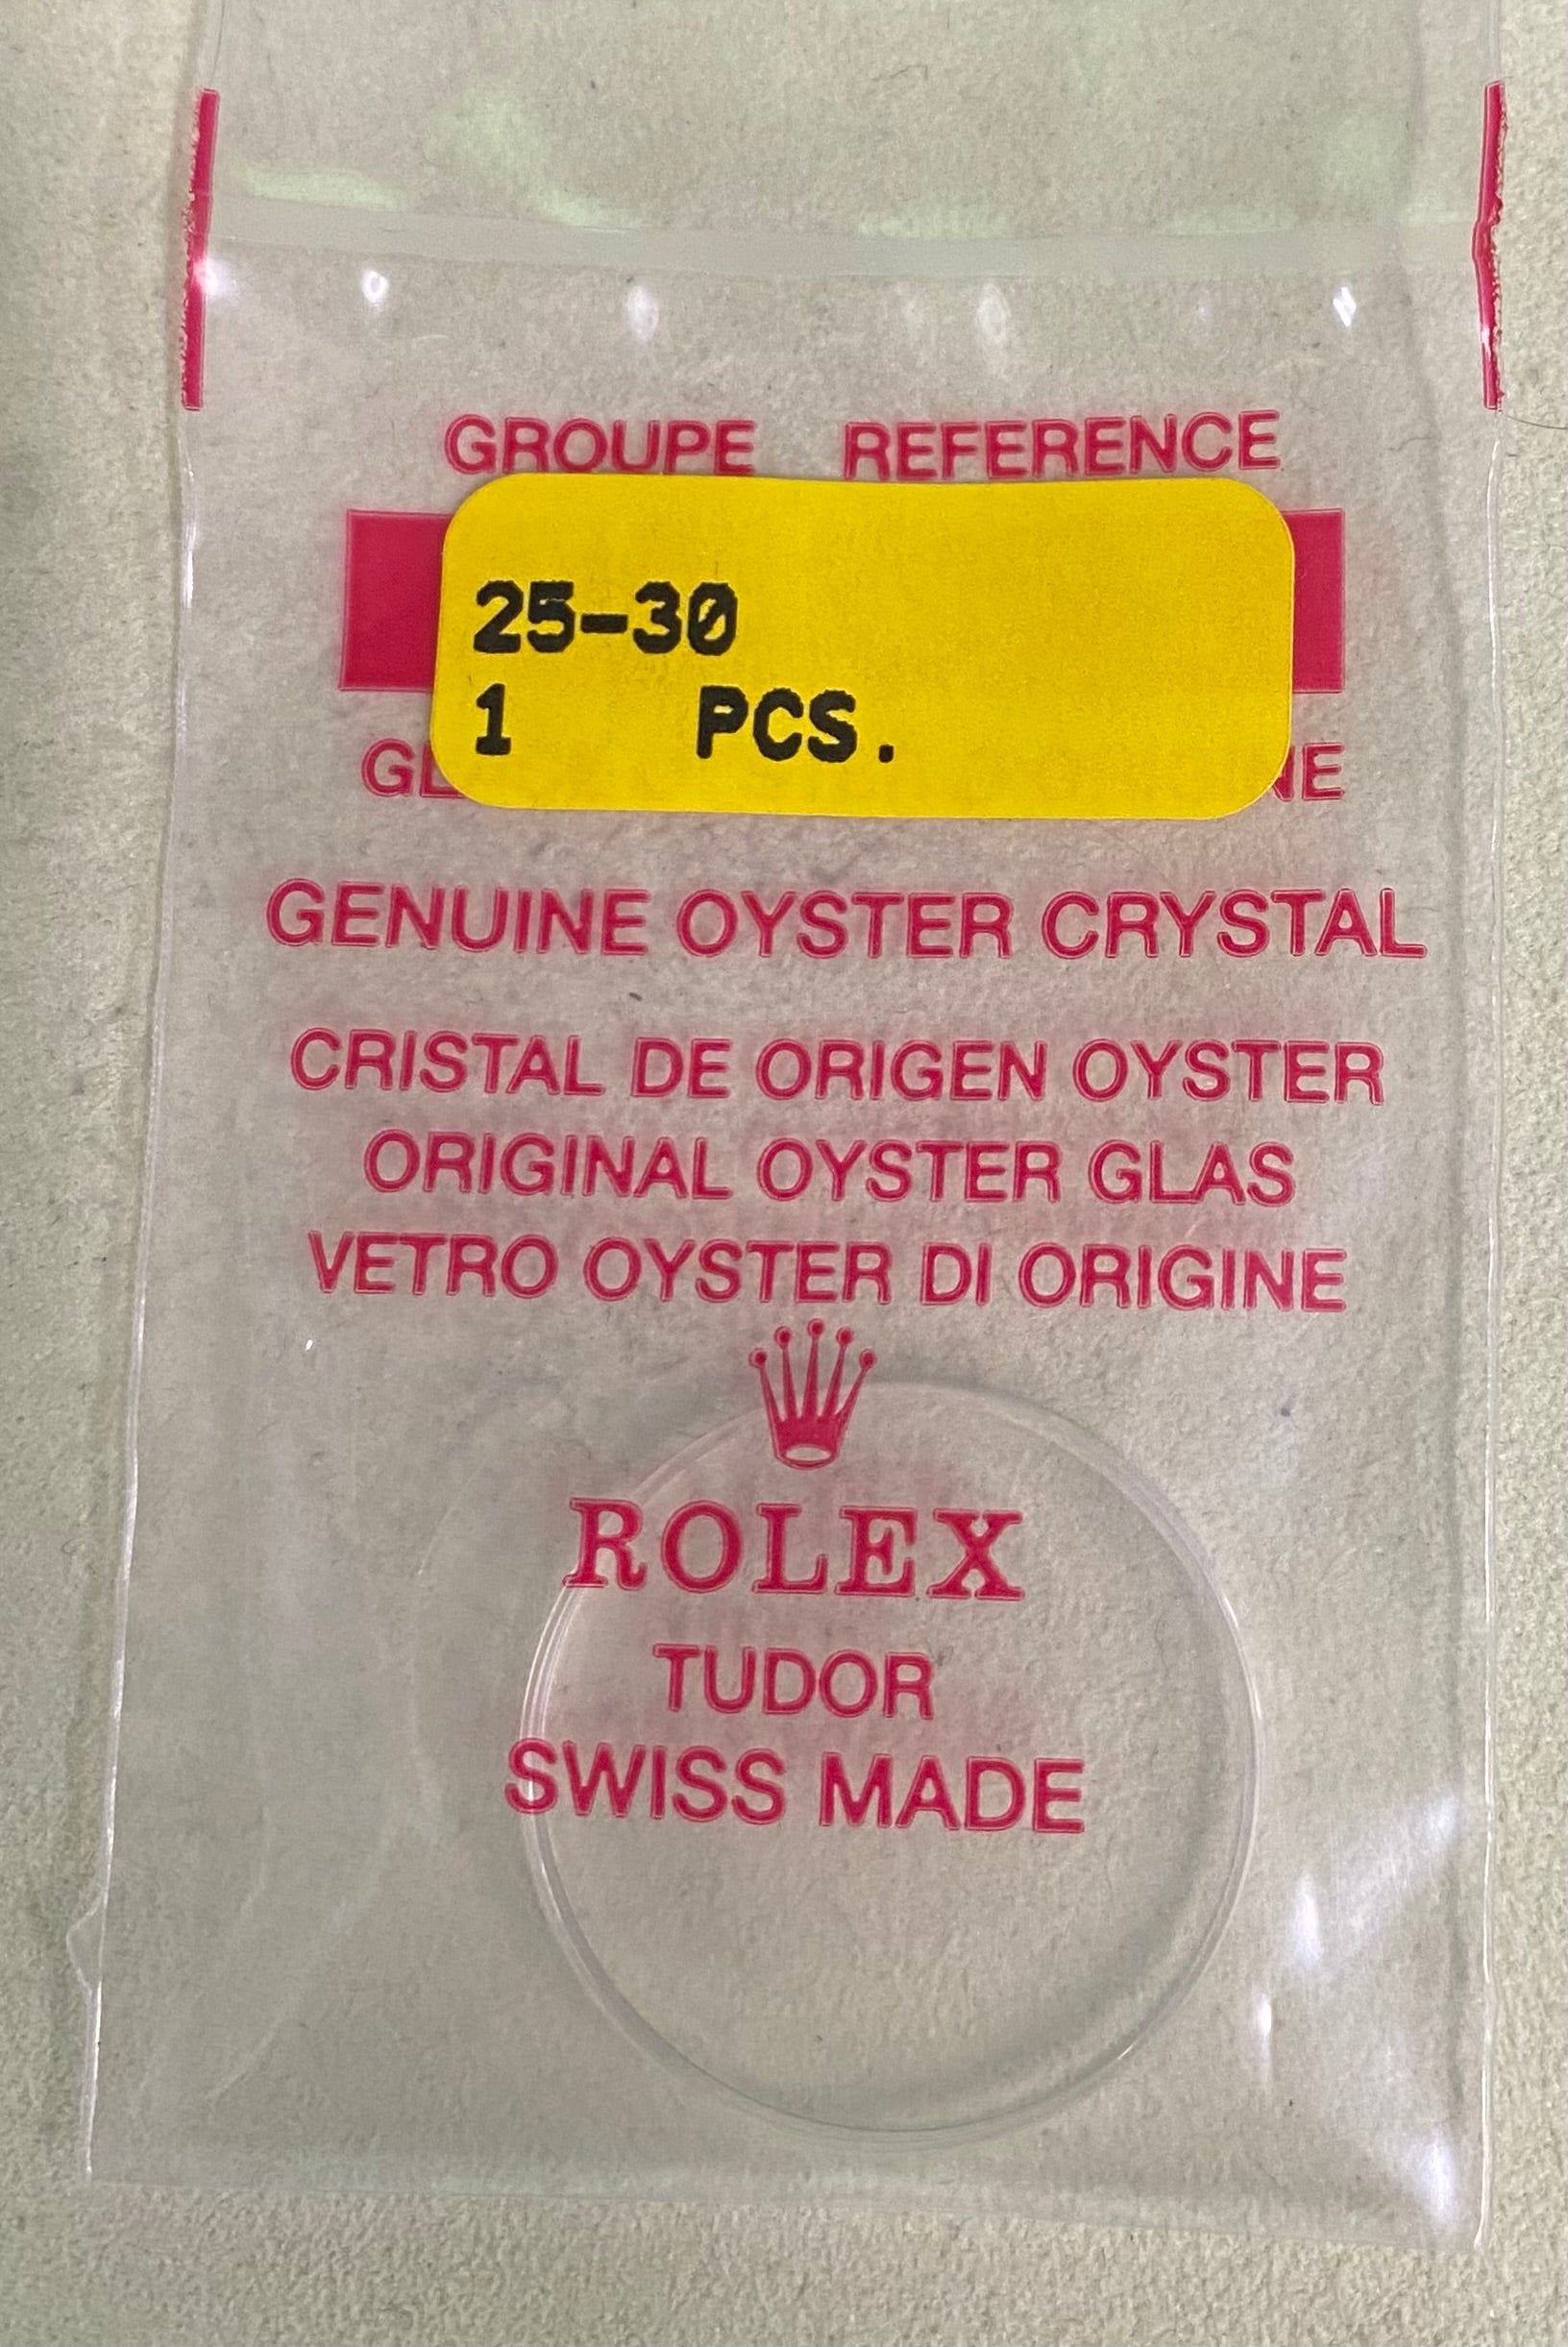 GROUPE REFERENCE
25-30
1 PCS.
GENUINE OYSTER CRYSTAL
CRISTAL DE ORIGEN OYSTER
ORIGINAL OYSTER GLAS
VETRO OYSTER DI ORIGINE
ROLEX
TUDOR
SWISS MADE